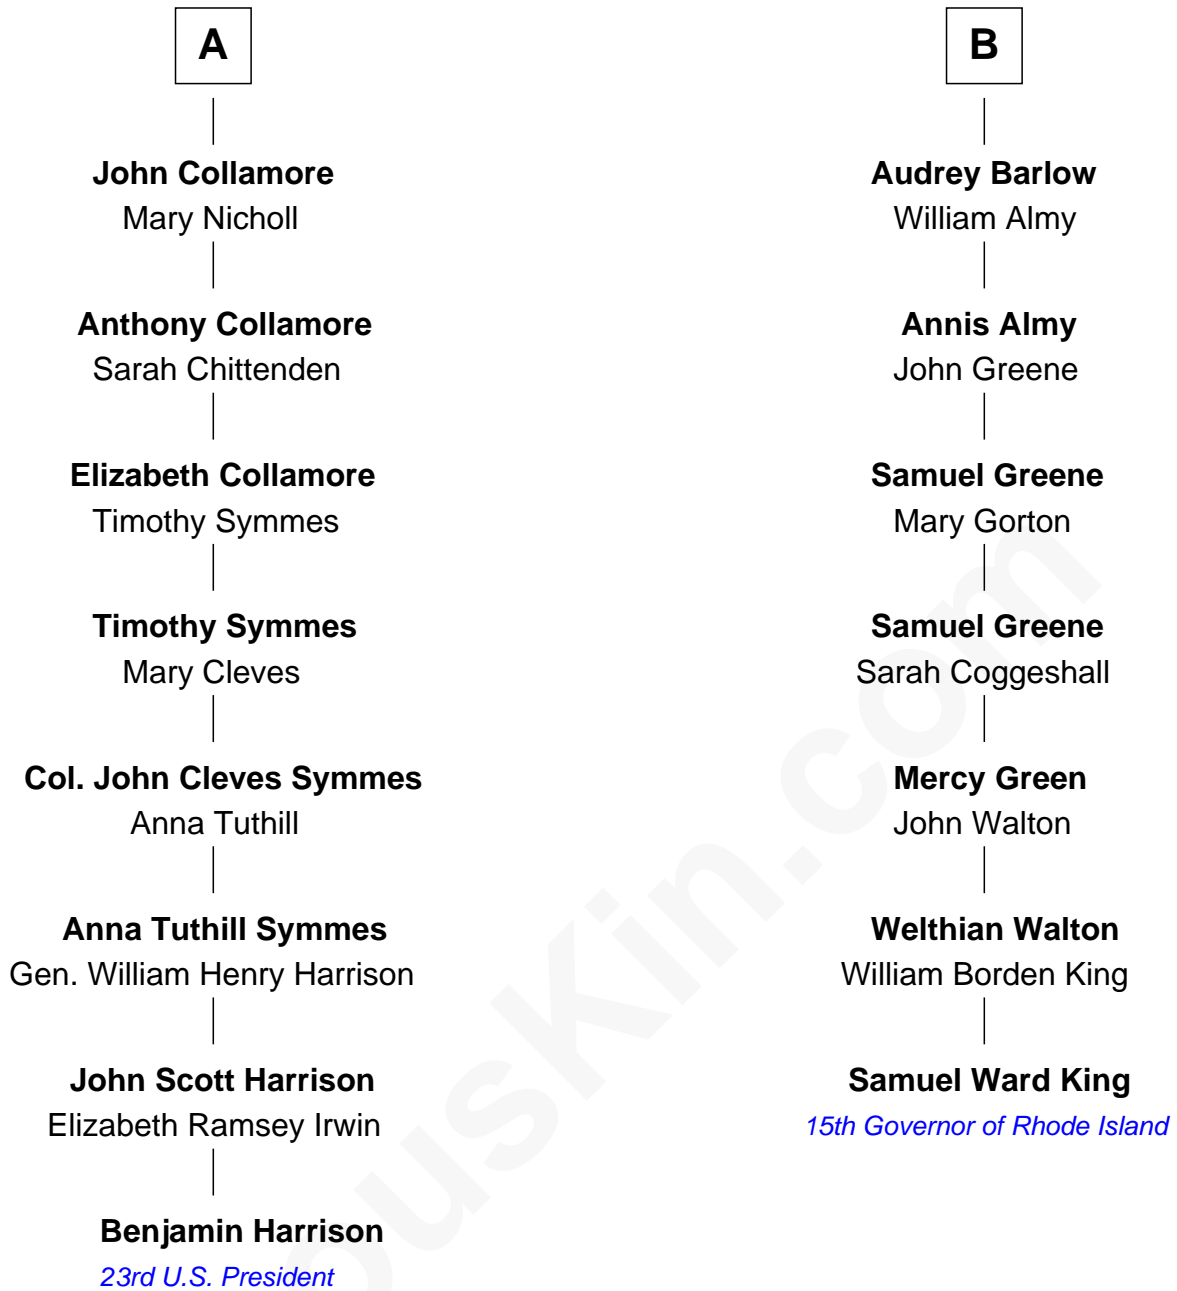 A
John Collamore
Mary Nicholl
Anthony Collamore
Sarah Chittenden
Elizabeth Collamore
Timothy Symmes
Timothy Symmes
Mary Cleves
Col. John Cleves Symmes
Anna Tuthill
Anna Tuthill Symmes
Gen. William Henry Harrison
John Scott Harrison
Elizabeth Ramsey Irwin
Benjamin Harrison
23rd U.S. President
B
Audrey Barlow
William Almy
Annis Almy
John Greene
Samuel Greene
Mary Gorton
Samuel Greene
Sarah Coggeshall
Mercy Green
John Walton
Welthian Walton
William Borden King
Samuel Ward King
15th Governor of Rhode Island
ousKin.com